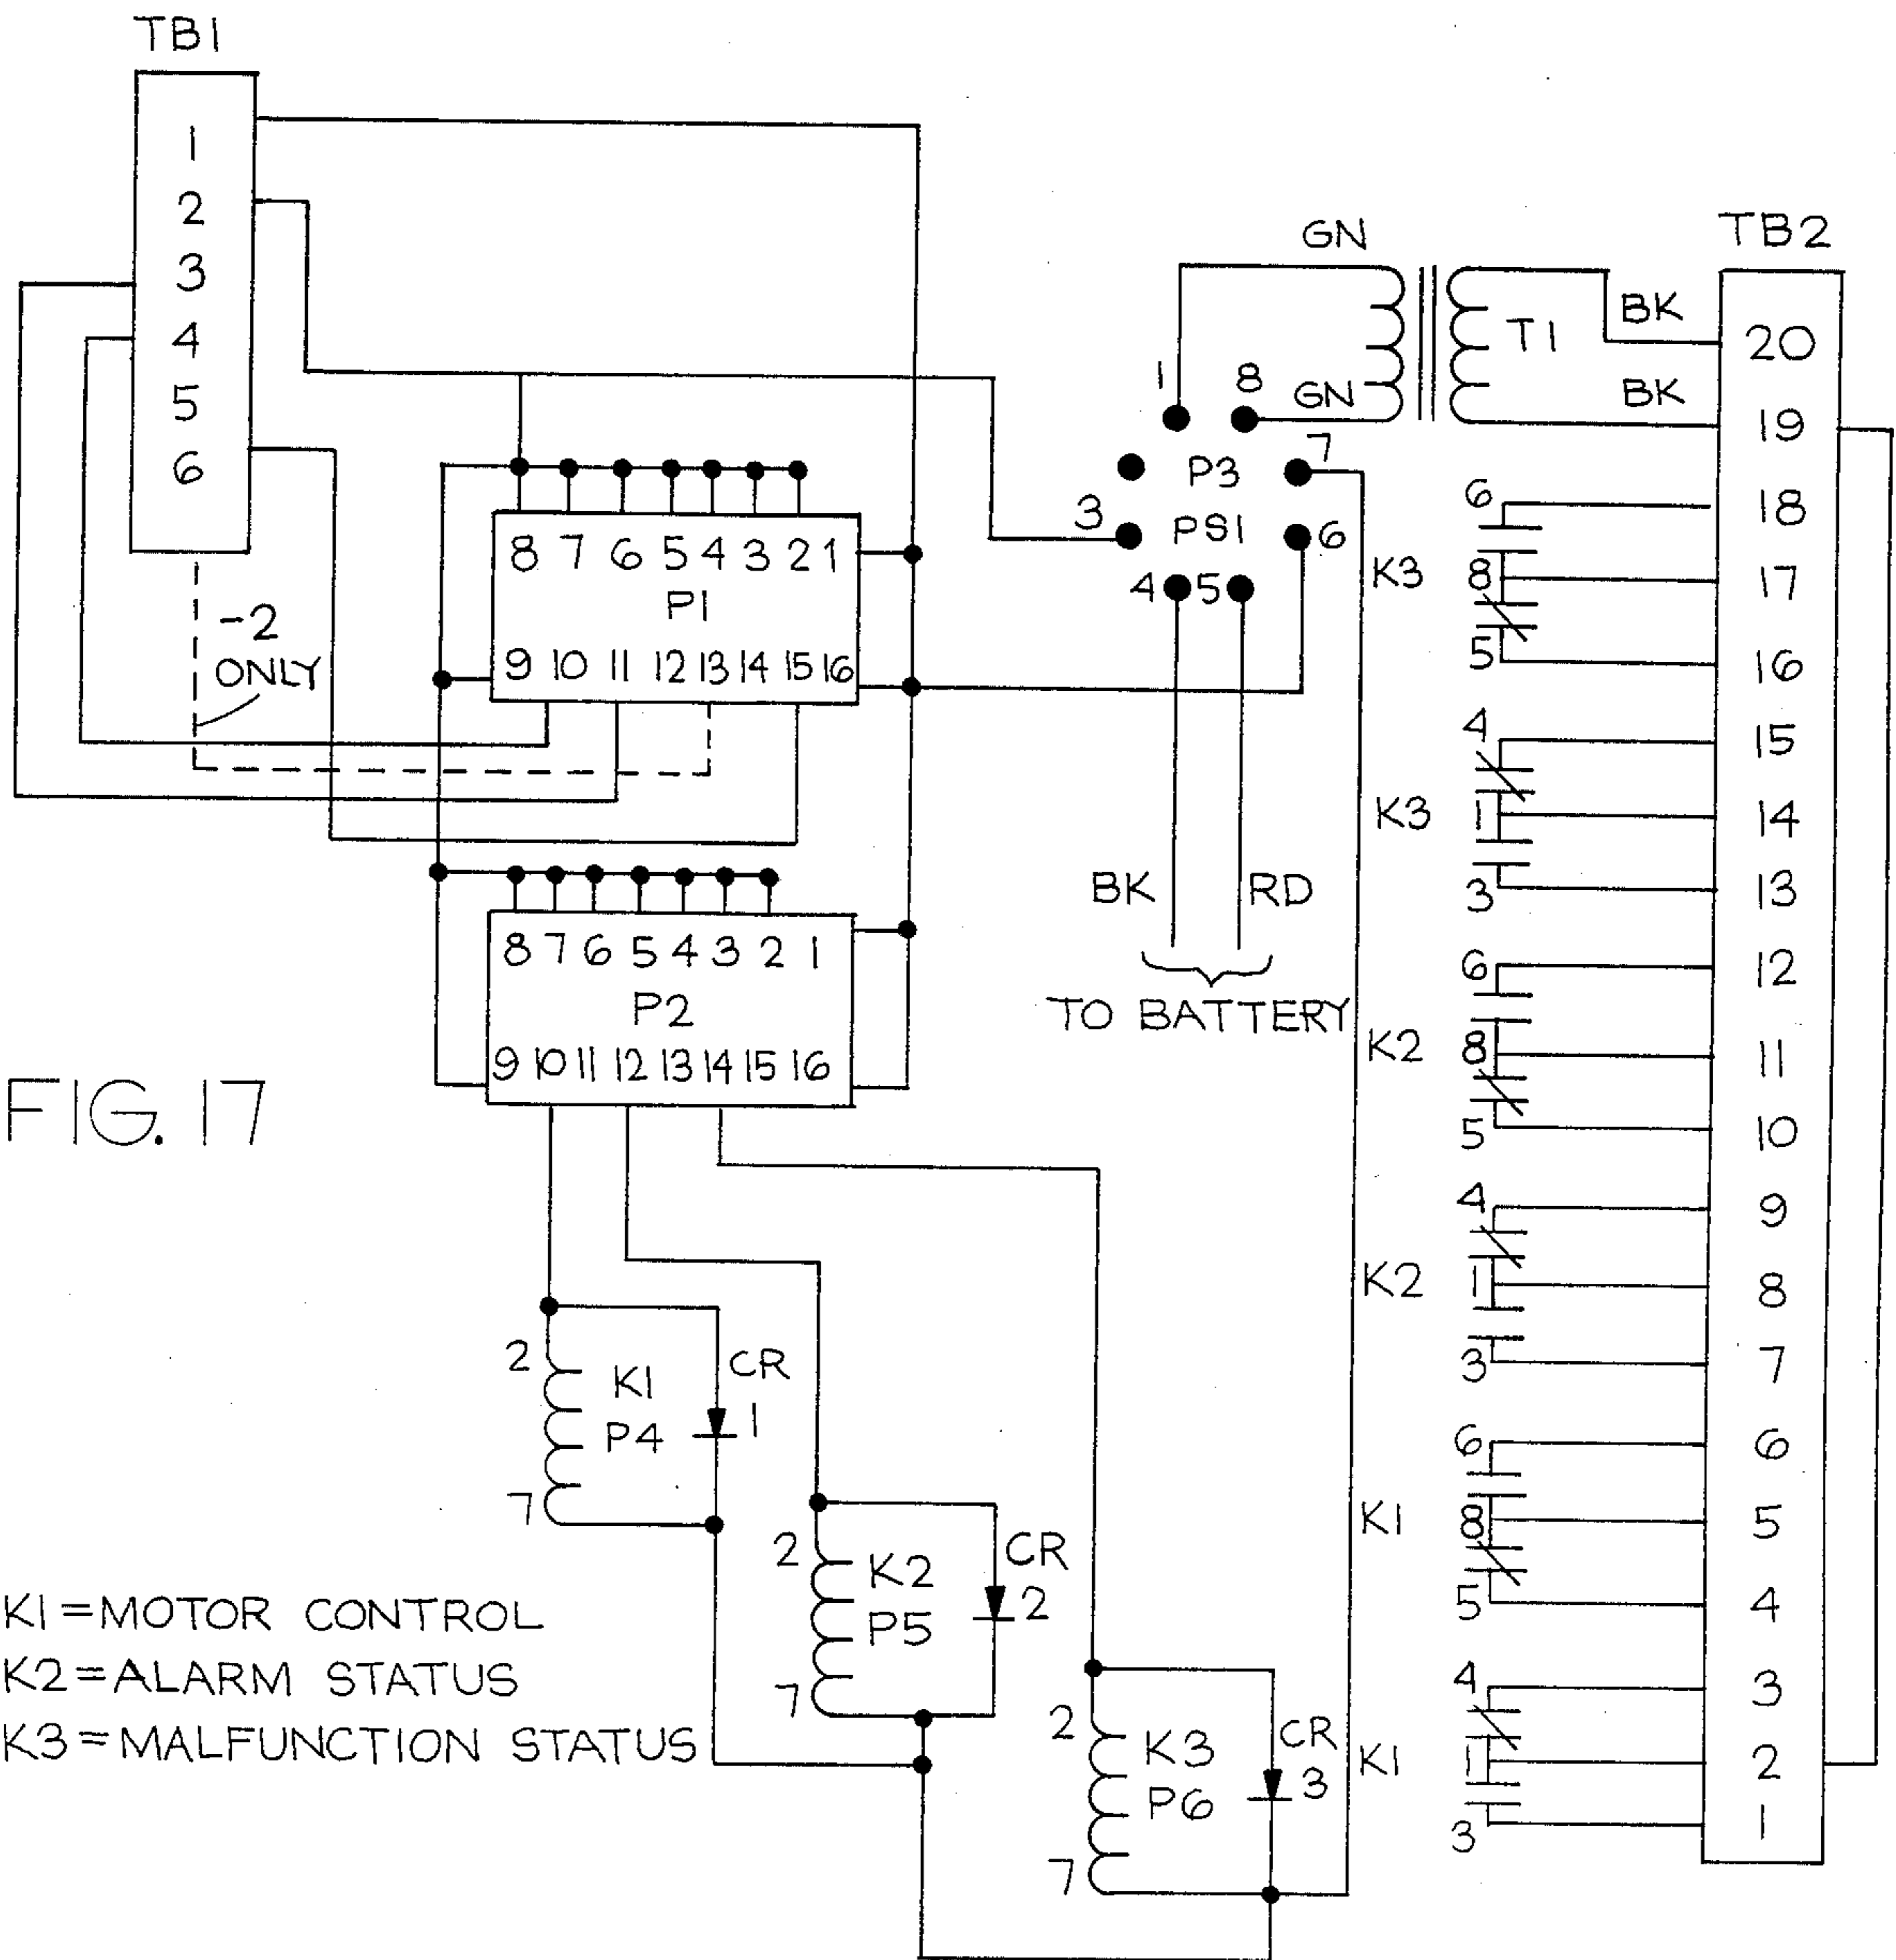 TB1
1
2
3
4
5
6
-2
ONLY
8 7 6 5 4 3 2 1
P1
9 10 11 12 13 14 15 16
8 7 6 5 4 3 2 1
P2
9 10 11 12 13 14 15 16
FIG. 17
2
K1
P4
7
CR
1
2
K2
P5
7
CR
2
2
K3
P6
7
CR
3
K1=MOTOR CONTROL
K2=ALARM STATUS
K3=MALFUNCTION STATUS
GN
GN
T1
BK
BK
1 8
P3 7
3 PS1 6
4 5
BK RD
TO BATTERY
K3
6
8
5
K3
4
1
3
K2
6
8
5
K2
4
1
3
K1
6
8
5
K1
4
1
3
TB2
20
19
18
17
16
15
14
13
12
11
10
9
8
7
6
5
4
3
2
1